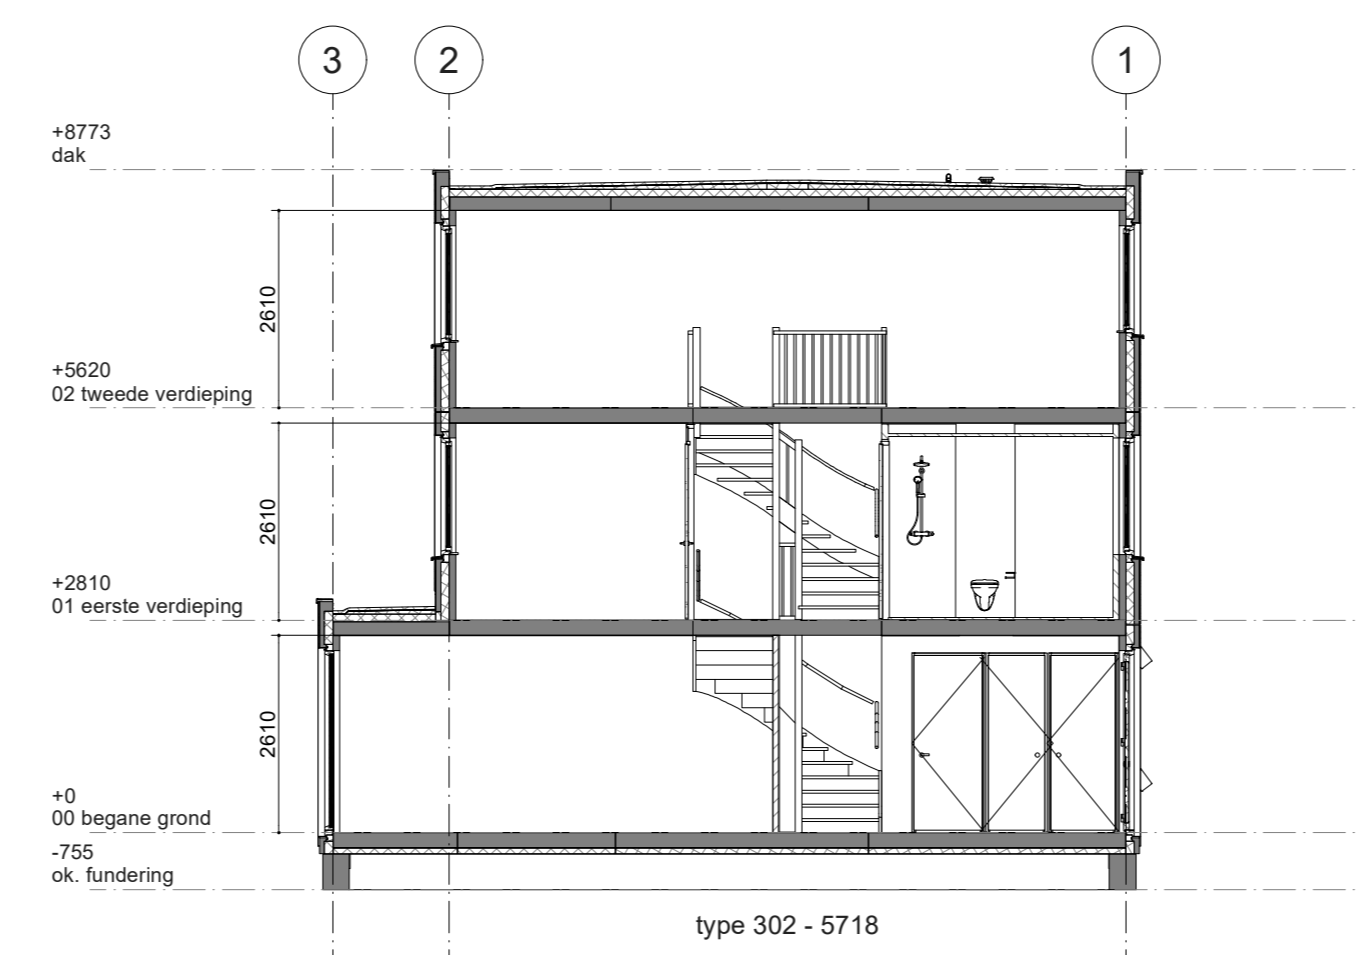 3 2 1
+8773
dak
2610
+5620
02 tweede verdieping
2610
+2810
01 eerste verdieping
2610
+0
00 begane grond
-755
ok. fundering
type 302 - 5718